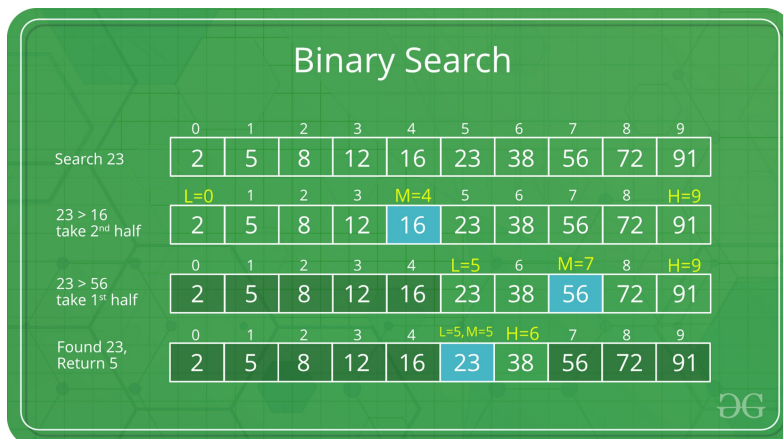 Binary Search
0 1 2 3 4 5 6 7 8 9
Search 23 2 5 8 12 16 23 38 56 72 91
L=0 1 2 3 M=4 5 6 7 8 H=9
23 > 16
take 2nd half 2 5 8 12 16 23 38 56 72 91
0 1 2 3 4 L=5 6 M=7 8 H=9
23 > 56
take 1st half 2 5 8 12 16 23 38 56 72 91
0 1 2 3 4 L=5, M=5 H=6 7 8 9
Found 23,
Return 5 2 5 8 12 16 23 38 56 72 91